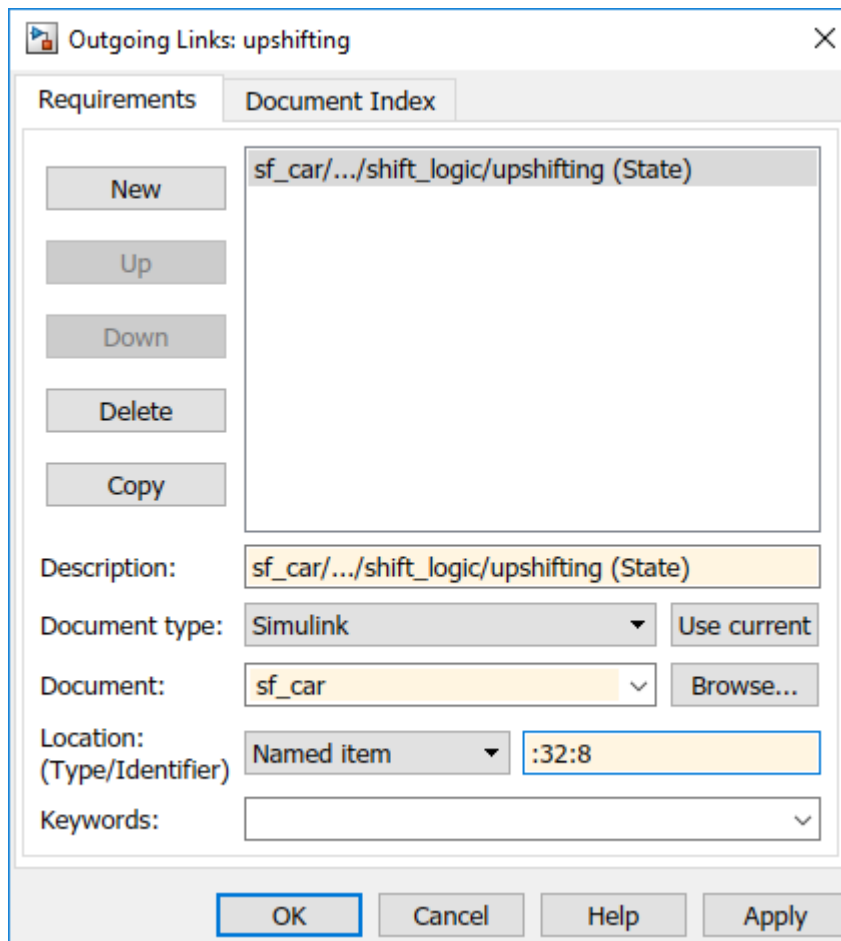 Outgoing Links: upshifting
Requirements
Document Index
New
sf_car/.../shift_logic/upshifting (State)
Up
Down
Delete
Copy
Description:
sf_car/.../shift_logic/upshifting (State)
Document type:
Simulink
Use current
Document:
sf_car
Browse...
Location:
(Type/Identifier)
Named item
:32:8
Keywords:
OK
Cancel
Help
Apply